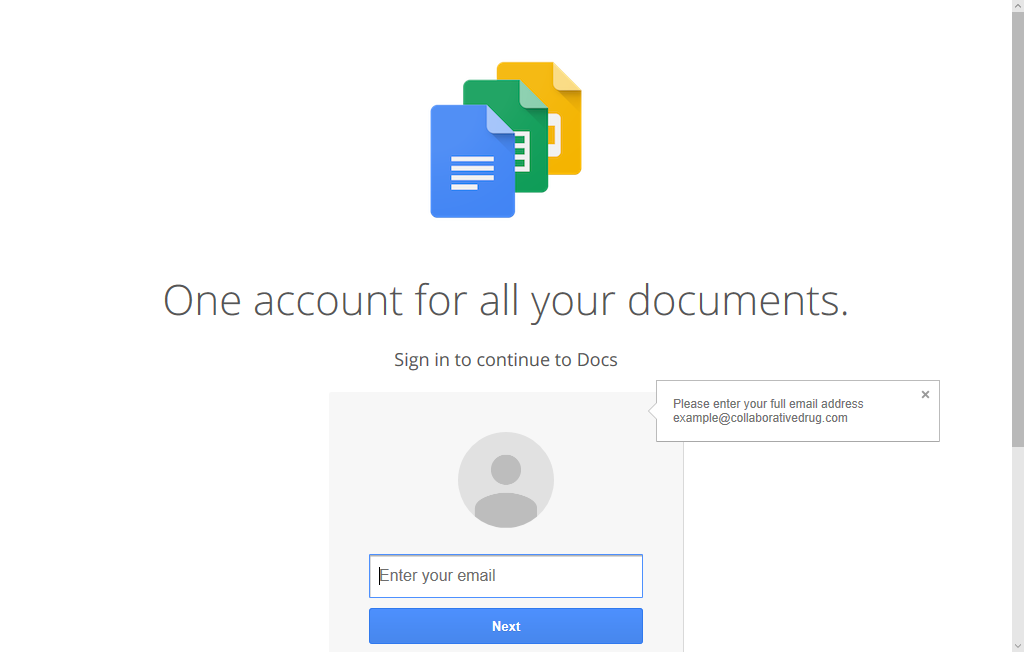 One account for all your documents.
Sign in to continue to Docs
Please enter your full email address
example@collaborativedrug.com
Enter your email
Next